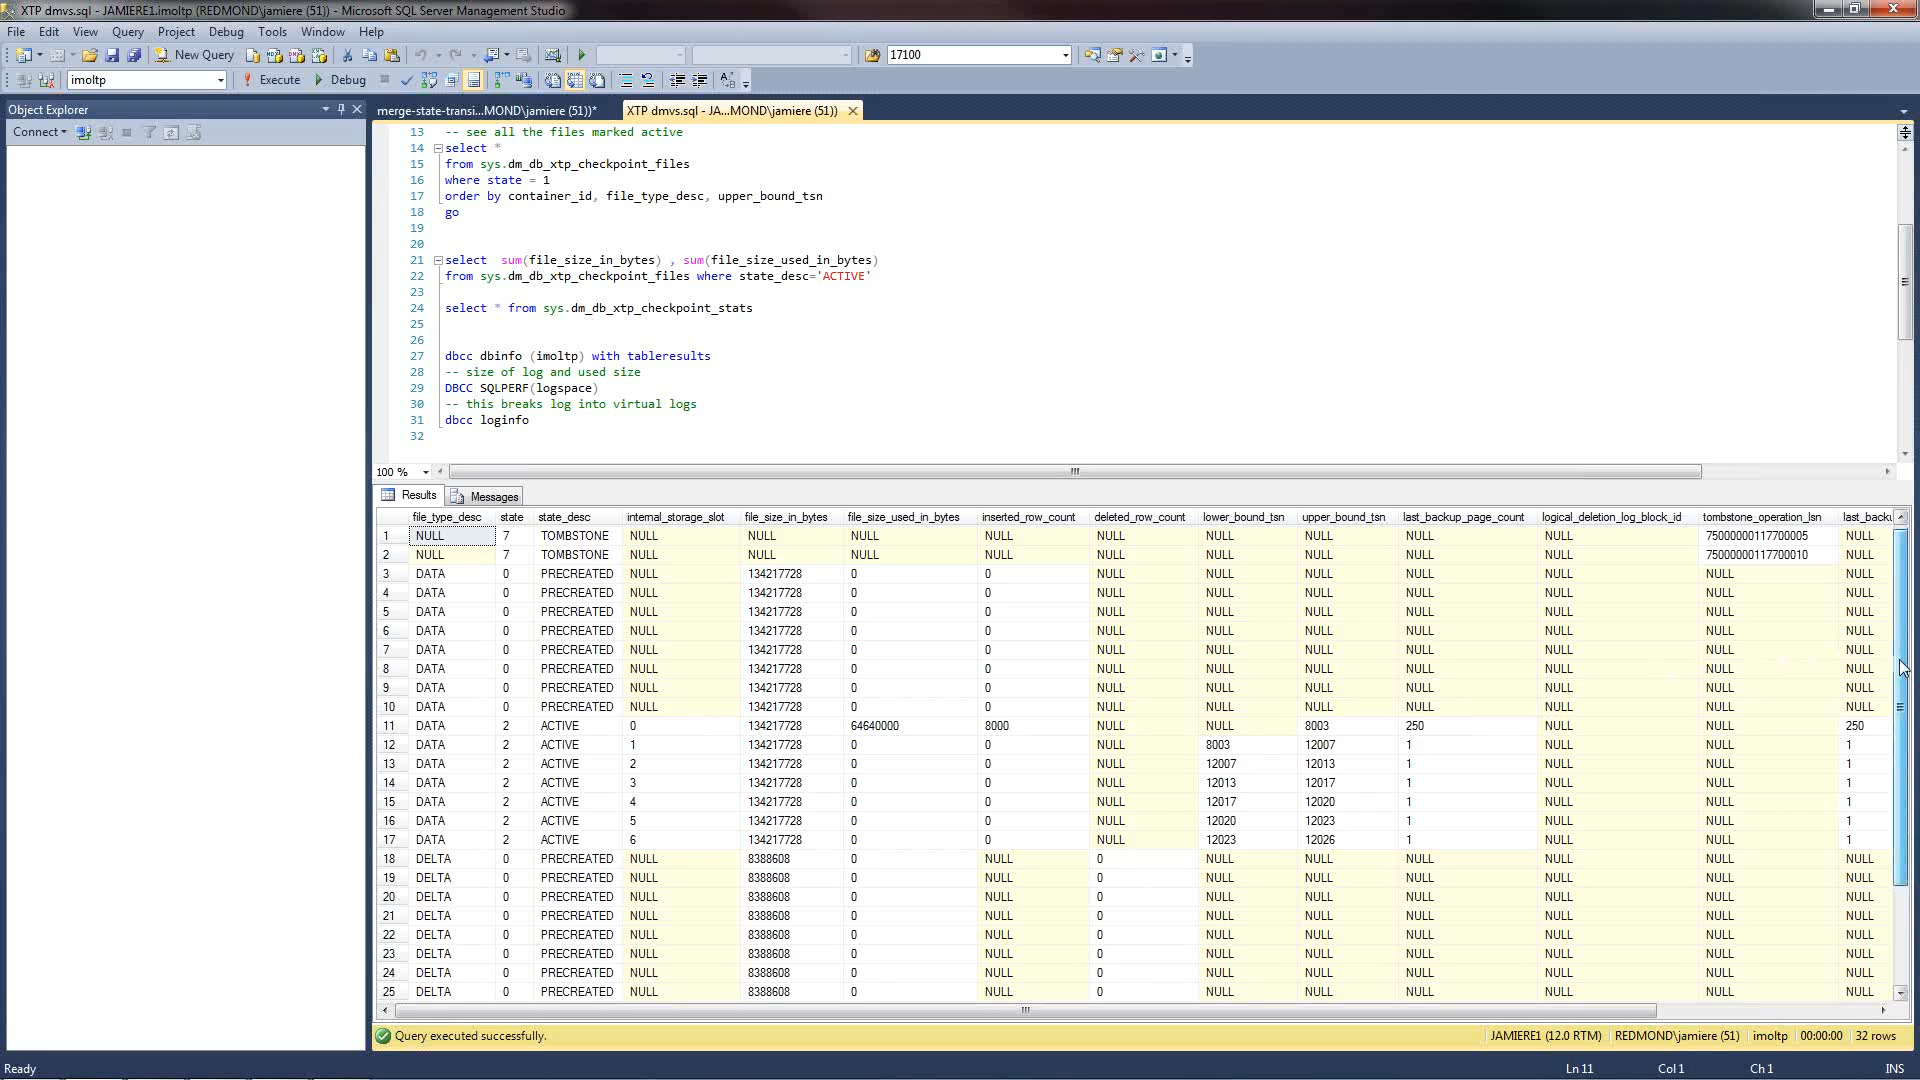 XTP dmvs.sql - JAMIERE1.imoltp (REDMOND\jamiere (51)) - Microsoft SQL Server Management Studio
File Edit View Query Project Debug Tools Window Help
New Query 17100
imoltp Execute Debug
Object Explorer
Connect
merge-state-transi...MOND\jamiere (51))* XTP dmvs.sql - JA...MOND\jamiere (51))
13 -- see all the files marked active
14 select *
15 from sys.dm_db_xtp_checkpoint_files
16 where state = 1
17 order by container_id, file_type_desc, upper_bound_tsn
18 go
19
20
21 select sum(file_size_in_bytes) , sum(file_size_used_in_bytes)
22 from sys.dm_db_xtp_checkpoint_files where state_desc='ACTIVE'
23
24 select * from sys.dm_db_xtp_checkpoint_stats
25
26
27 dbcc dbinfo (imoltp) with tableresults
28 -- size of log and used size
29 DBCC SQLPERF(logspace)
30 -- this breaks log into virtual logs
31 dbcc loginfo
32
100 %
Results Messages
file_type_desc state state_desc internal_storage_slot file_size_in_bytes file_size_used_in_bytes inserted_row_count deleted_row_count lower_bound_tsn upper_bound_tsn last_backup_page_count logical_deletion_log_block_id tombstone_operation_lsn last_backu
1 NULL 7 TOMBSTONE NULL NULL NULL NULL NULL NULL NULL NULL NULL 75000000117700005 NULL
2 NULL 7 TOMBSTONE NULL NULL NULL NULL NULL NULL NULL NULL NULL 75000000117700010 NULL
3 DATA 0 PRECREATED NULL 134217728 0 0 NULL NULL NULL NULL NULL NULL NULL
4 DATA 0 PRECREATED NULL 134217728 0 0 NULL NULL NULL NULL NULL NULL NULL
5 DATA 0 PRECREATED NULL 134217728 0 0 NULL NULL NULL NULL NULL NULL NULL
6 DATA 0 PRECREATED NULL 134217728 0 0 NULL NULL NULL NULL NULL NULL NULL
7 DATA 0 PRECREATED NULL 134217728 0 0 NULL NULL NULL NULL NULL NULL NULL
8 DATA 0 PRECREATED NULL 134217728 0 0 NULL NULL NULL NULL NULL NULL NULL
9 DATA 0 PRECREATED NULL 134217728 0 0 NULL NULL NULL NULL NULL NULL NULL
10 DATA 0 PRECREATED NULL 134217728 0 0 NULL NULL NULL NULL NULL NULL NULL
11 DATA 2 ACTIVE 0 134217728 64640000 8000 NULL NULL 8003 250 NULL NULL 250
12 DATA 2 ACTIVE 1 134217728 0 0 NULL 8003 12007 1 NULL NULL 1
13 DATA 2 ACTIVE 2 134217728 0 0 NULL 12007 12013 1 NULL NULL 1
14 DATA 2 ACTIVE 3 134217728 0 0 NULL 12013 12017 1 NULL NULL 1
15 DATA 2 ACTIVE 4 134217728 0 0 NULL 12017 12020 1 NULL NULL 1
16 DATA 2 ACTIVE 5 134217728 0 0 NULL 12020 12023 1 NULL NULL 1
17 DATA 2 ACTIVE 6 134217728 0 0 NULL 12023 12026 1 NULL NULL 1
18 DELTA 0 PRECREATED NULL 8388608 0 NULL 0 NULL NULL NULL NULL NULL NULL
19 DELTA 0 PRECREATED NULL 8388608 0 NULL 0 NULL NULL NULL NULL NULL NULL
20 DELTA 0 PRECREATED NULL 8388608 0 NULL 0 NULL NULL NULL NULL NULL NULL
21 DELTA 0 PRECREATED NULL 8388608 0 NULL 0 NULL NULL NULL NULL NULL NULL
22 DELTA 0 PRECREATED NULL 8388608 0 NULL 0 NULL NULL NULL NULL NULL NULL
23 DELTA 0 PRECREATED NULL 8388608 0 NULL 0 NULL NULL NULL NULL NULL NULL
24 DELTA 0 PRECREATED NULL 8388608 0 NULL 0 NULL NULL NULL NULL NULL NULL
25 DELTA 0 PRECREATED NULL 8388608 0 NULL 0 NULL NULL NULL NULL NULL NULL
Query executed successfully. JAMIERE1 (12.0 RTM) REDMOND\jamiere (51) imoltp 00:00:00 32 rows
Ready Ln 11 Col 1 Ch 1 INS